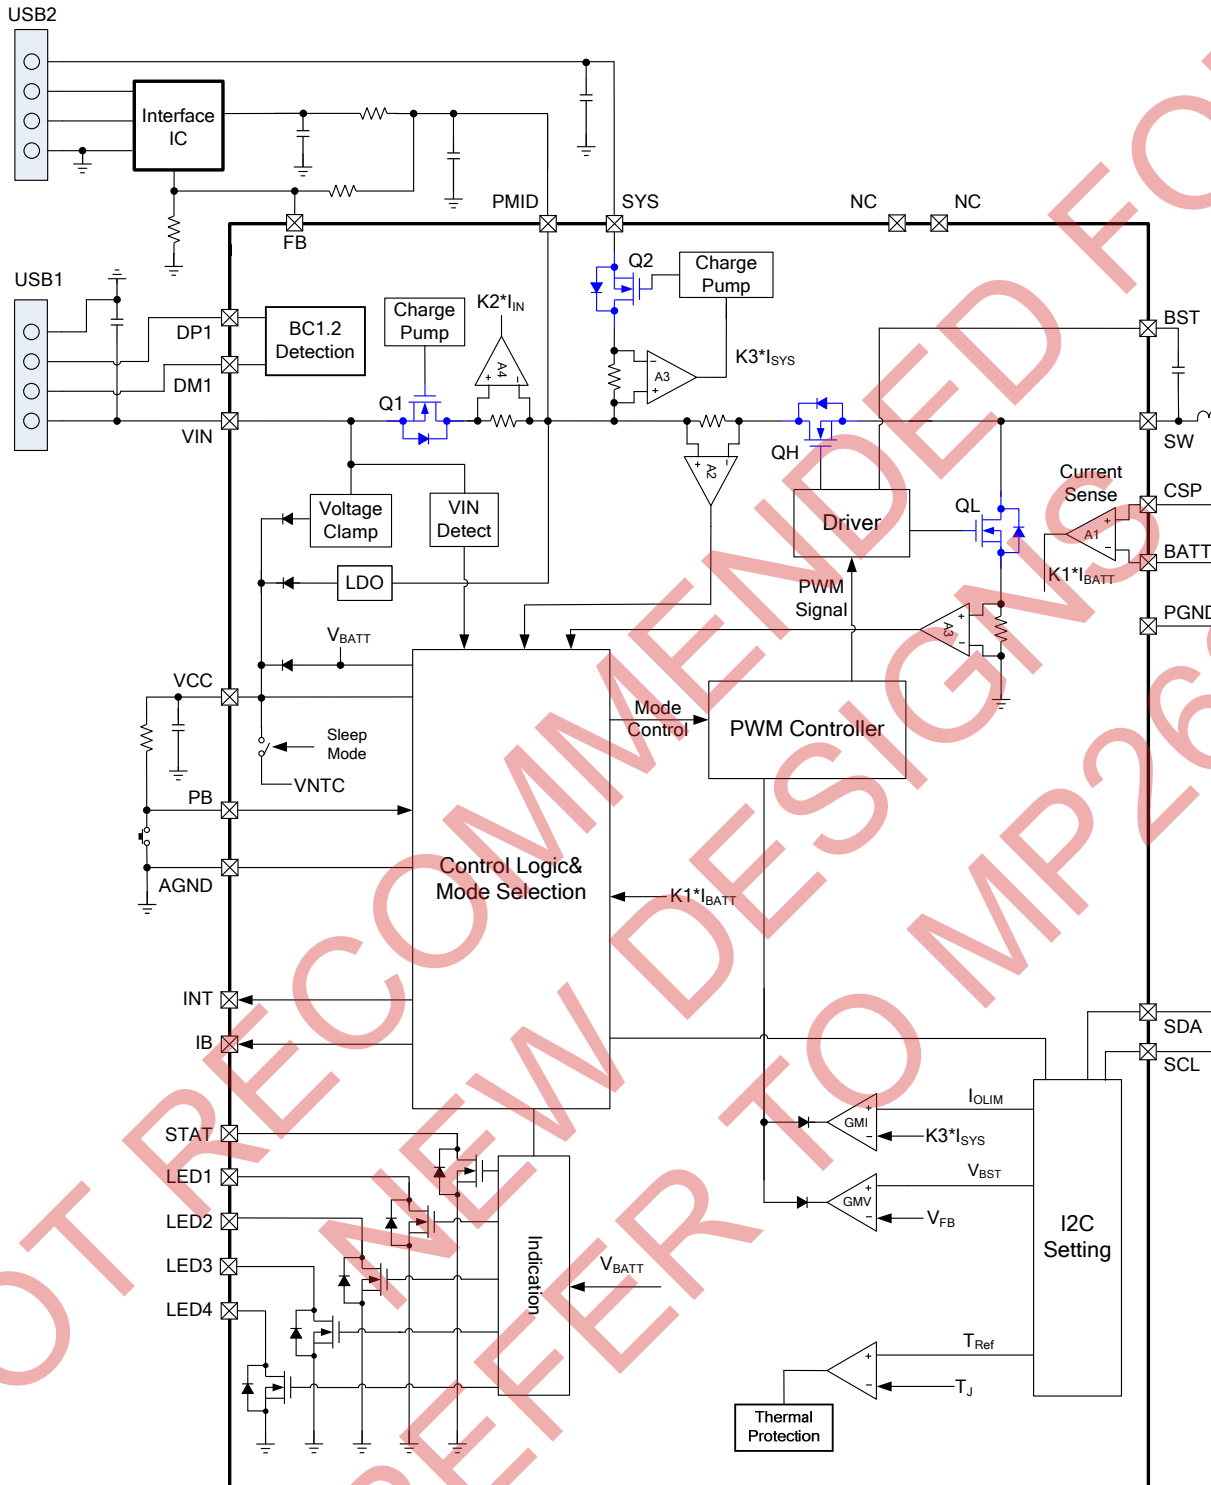 USB2
Interface
IC
PMID
SYS
NC
NC
FB
USB1
Q2
Charge
Pump
Charge
Pump
K2*IIN
BST
DP1
BC1.2
Detection
K3*ISYS
A4
A3
DM1
Q1
VIN
QH
SW
A2
Current
Sense
CSP
Voltage
Clamp
VIN
Detect
Driver
QL
A1
BATT
LDO
PWM
Signal
K1*IBATT
PGND
A3
VBATT
VCC
Mode
Control
PWM Controller
Sleep
Mode
VNTC
PB
Control Logic&
Mode Selection
AGND
K1*IBATT
INT
IB
SDA
SCL
IOLIM
GMI
K3*ISYS
STAT
LED1
VBST
GMV
LED2
VFB
I2C
Setting
Indication
LED3
VBATT
LED4
TRef
TJ
Thermal
Protection
OT RECOMMENDED FO
NEW DESIGNS
REFER TO MP26